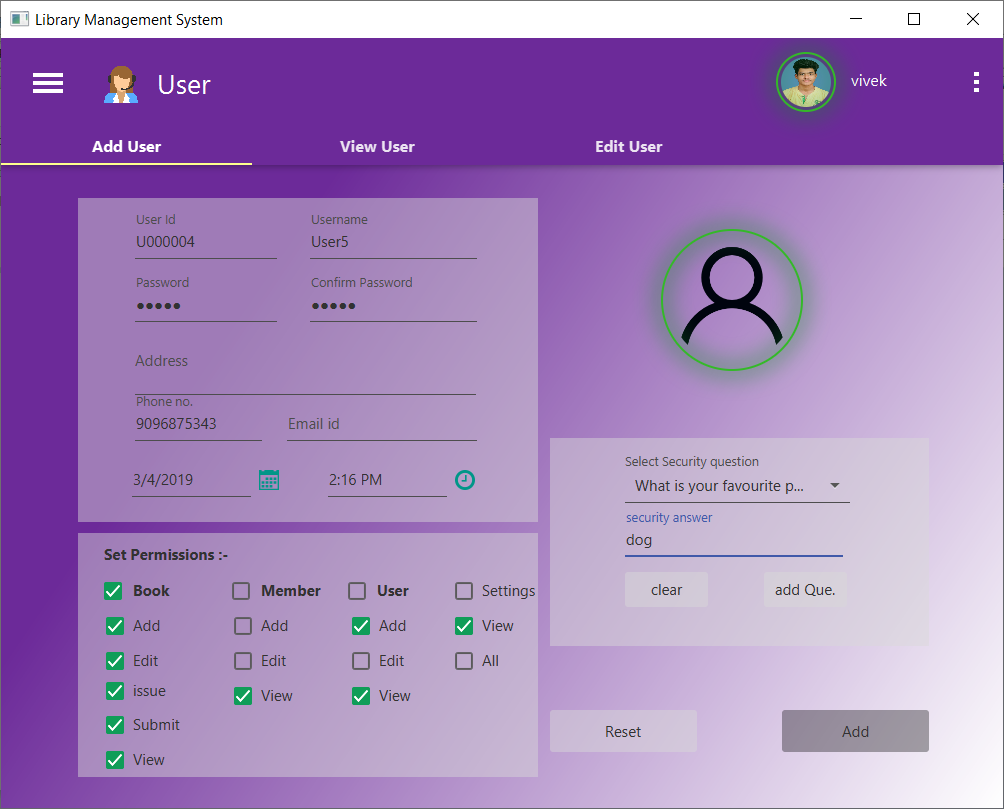 Library Management System
User
vivek
Add User
View User
Edit User
User Id
Username
U000004
User5
Password
Confirm Password
●●●●●
●●●●●
Address
Phone no.
9096875343
Email id
3/4/2019
2:16 PM
Select Security question
What is your favourite p...
security answer
dog
clear
add Que.
Set Permissions :-
Book
Member
User
Settings
Add
Add
Add
View
Edit
Edit
Edit
All
issue
View
View
Submit
View
Reset
Add